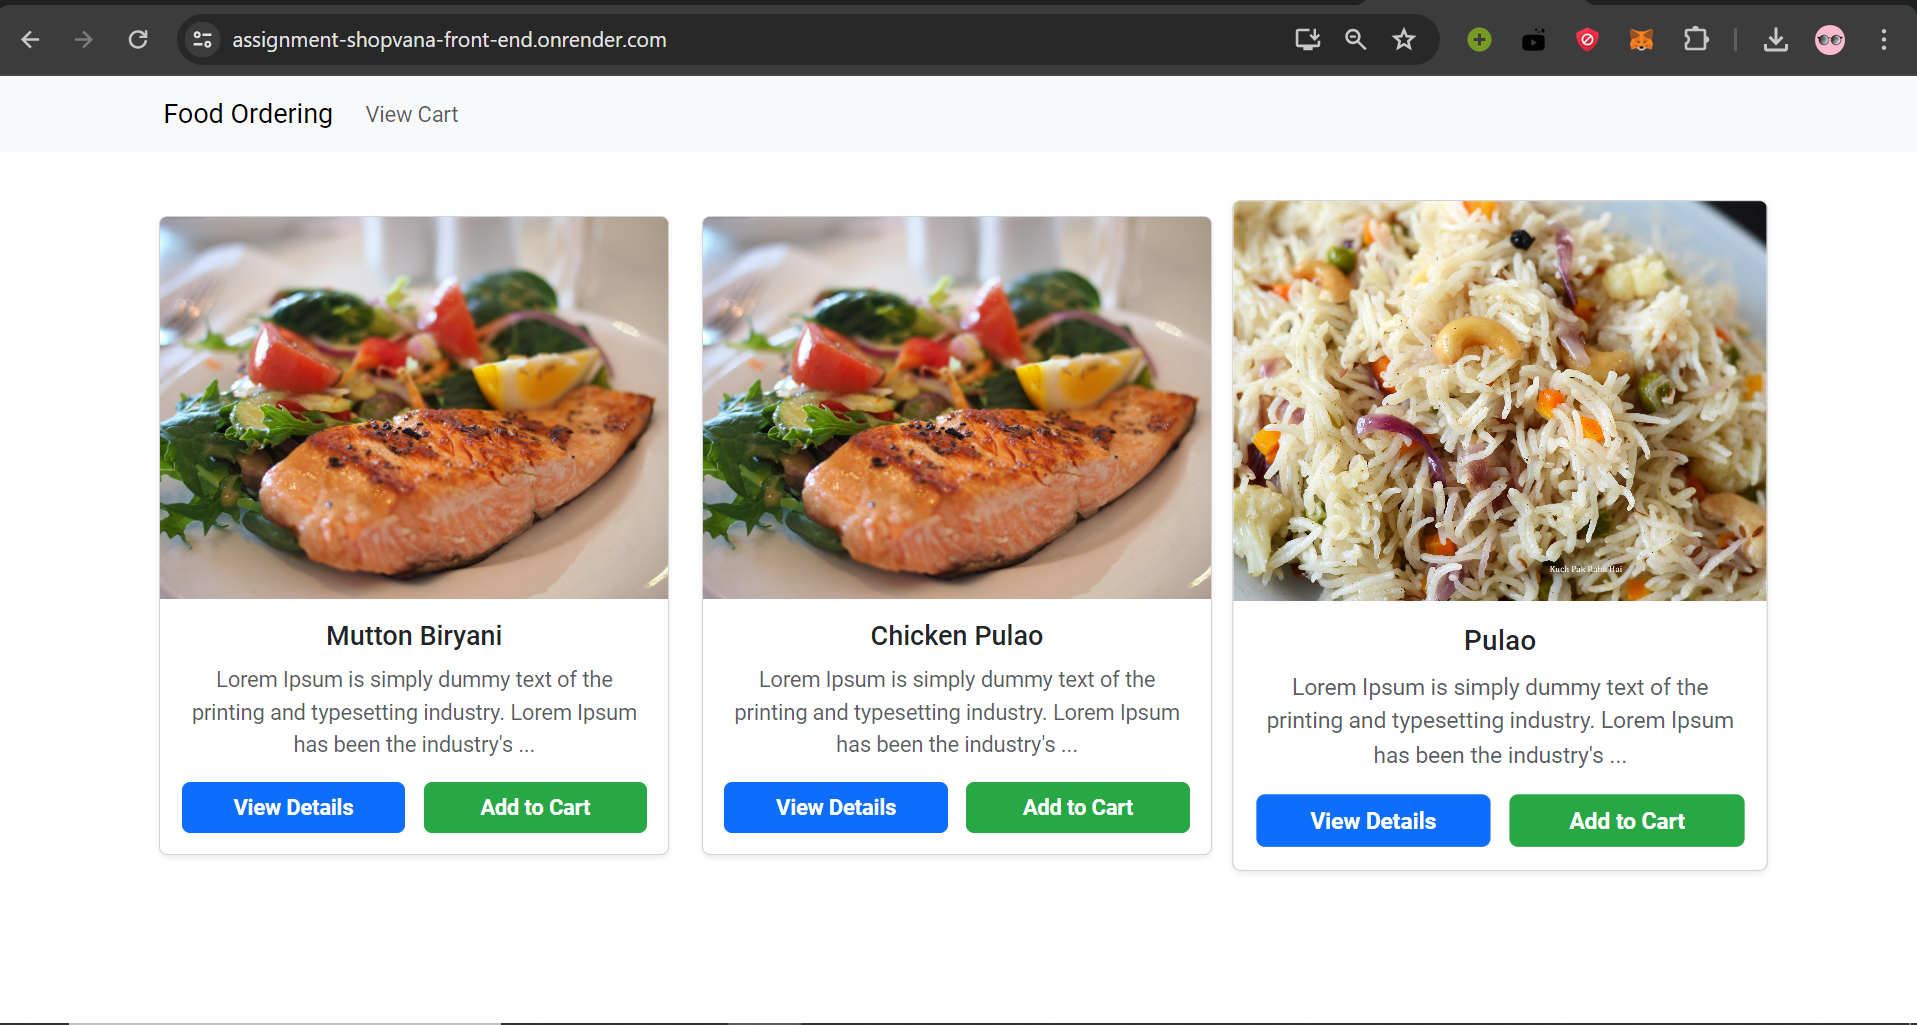 assignment-shopvana-front-end.onrender.com
Food Ordering View Cart
Kuch Pak Raha Hai
Mutton Biryani
Lorem Ipsum is simply dummy text of the
printing and typesetting industry. Lorem Ipsum
has been the industry's ...
View Details Add to Cart
Chicken Pulao
Lorem Ipsum is simply dummy text of the
printing and typesetting industry. Lorem Ipsum
has been the industry's ...
View Details Add to Cart
Pulao
Lorem Ipsum is simply dummy text of the
printing and typesetting industry. Lorem Ipsum
has been the industry's ...
View Details Add to Cart